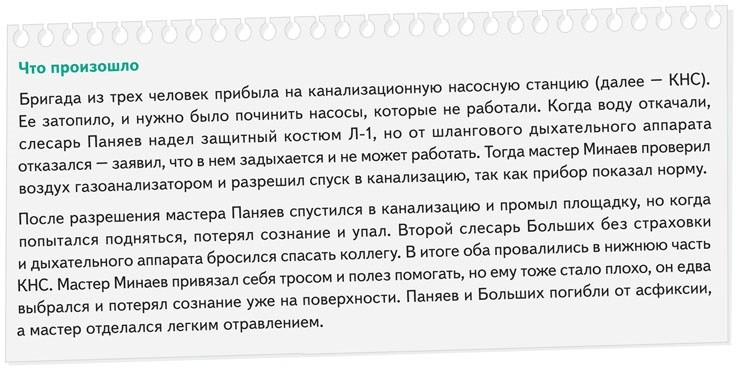 Что произошло
Бригада из трех человек прибыла на канализационную насосную станцию (далее — КНС).
Ее затопило, и нужно было починить насосы, которые не работали. Когда воду откачали,
слесарь Паняев надел защитный костюм Л-1, но от шлангового дыхательного аппарата
отказался — заявил, что в нем задыхается и не может работать. Тогда мастер Минаев проверил
воздух газоанализатором и разрешил спуск в канализацию, так как прибор показал норму.
После разрешения мастера Паняев спустился в канализацию и промыл площадку, но когда
попытался подняться, потерял сознание и упал. Второй слесарь Больших без страховки
и дыхательного аппарата бросился спасать коллегу. В итоге оба провалились в нижнюю часть
КНС. Мастер Минаев привязал себя тросом и полез помогать, но ему тоже стало плохо, он едва
выбрался и потерял сознание уже на поверхности. Паняев и Больших погибли от асфиксии,
а мастер отделался легким отравлением.